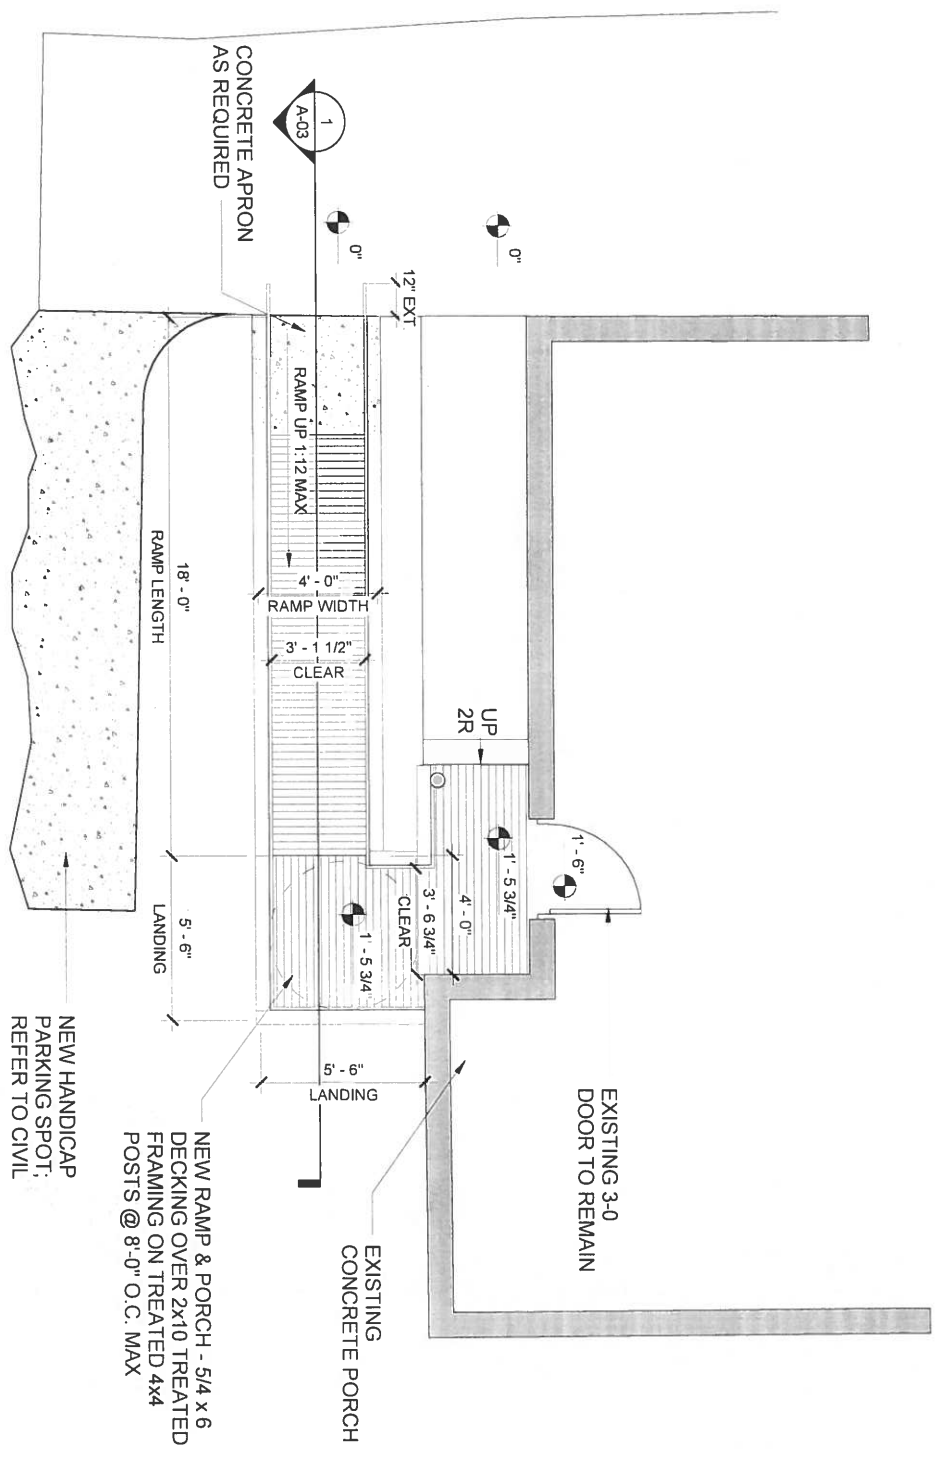 EXISTING 3-0
DOOR TO REMAIN
1' - 6"
1' - 5 3/4"
0"
0"
UP
2R
4' - 0"
3' - 6 3/4"
CLEAR
12" EXT
1' - 5 3/4"
EXISTING
CONCRETE PORCH
1
A-03
RAMP UP 1:12 MAX
4' - 0"
RAMP WIDTH
3' - 1 1/2"
CLEAR
5' - 6"
LANDING
CONCRETE APRON
AS REQUIRED
18' - 0"
RAMP LENGTH
5' - 6"
LANDING
NEW RAMP & PORCH - 5/4 x 6
DECKING OVER 2x10 TREATED
FRAMING ON TREATED 4x4
POSTS @ 8'-0" O.C. MAX
NEW HANDICAP
PARKING SPOT;
REFER TO CIVIL